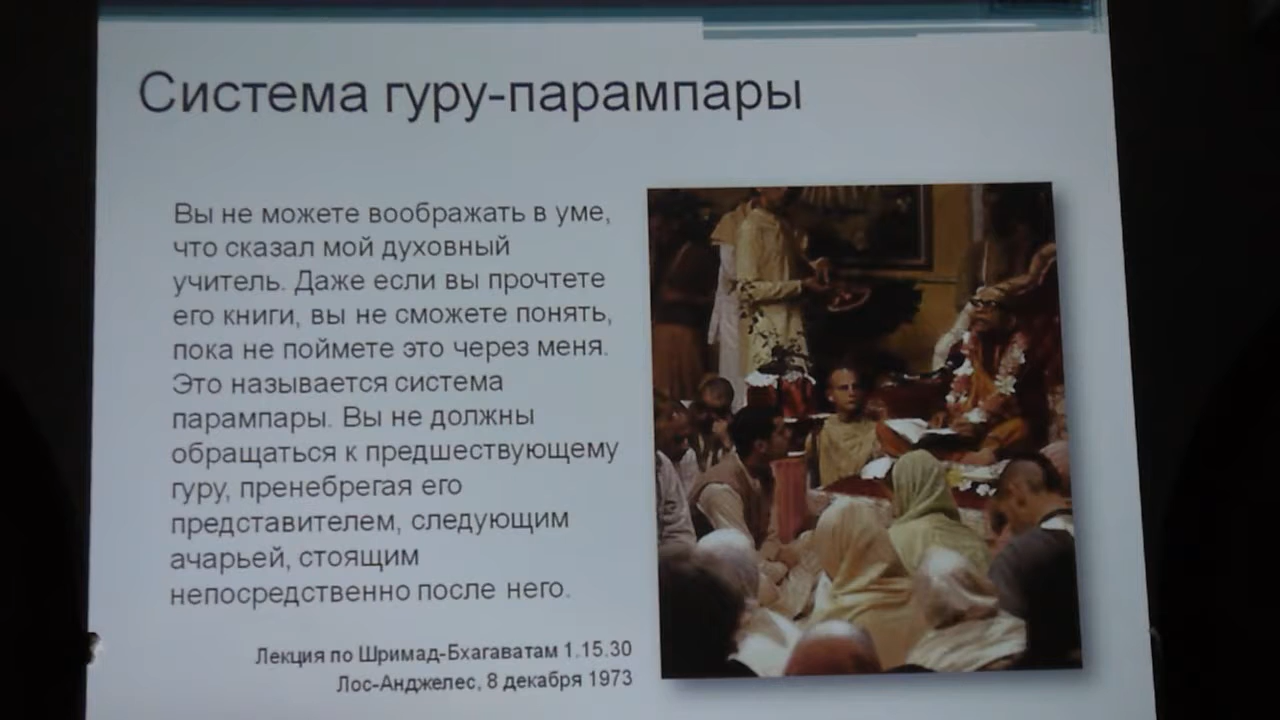 Система гуру-парампары
Вы не можете воображать в уме,
что сказал мой духовный
учитель. Даже если вы прочтете
его книги, вы не сможете понять,
пока не поймете это через меня.
Это называется система
парампары. Вы не должны
обращаться к предшествующему
гуру, пренебрегая его
представителем, следующим
ачарьей, стоящим
непосредственно после него.
Лекция по Шримад-Бхагаватам 1.15.30
Лос-Анджелес, 8 декабря 1973